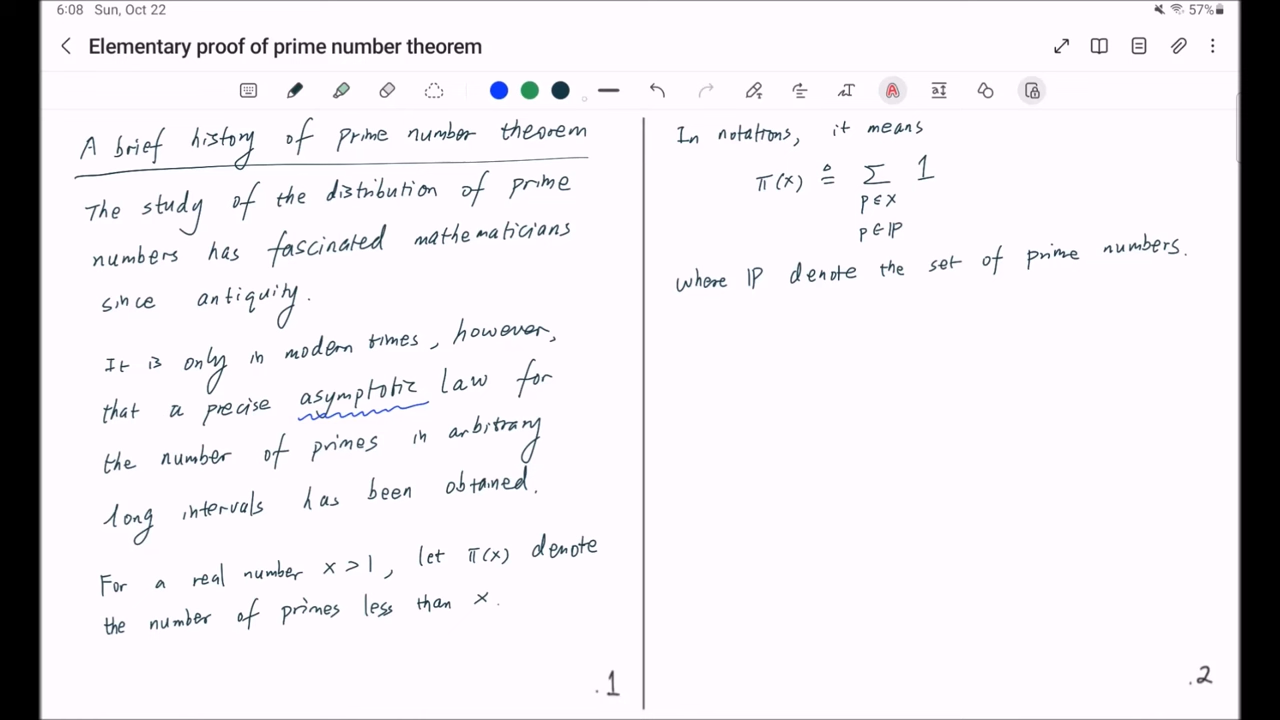 6:08 Sun, Oct 22
57%
Elementary proof of prime number theorem
A brief history of prime number theorem
The study of the distribution of prime
numbers has fascinated mathematicians
since antiquity.
It is only in modern times, however,
that a precise asymptotic law for
the number of primes in arbitrary
long intervals has been obtained.
For a real number x>1, let π(x) denote
the number of primes less than x.
.1
In notations, it means
π(x) ≙ Σ 1
p∈x
p∈ℙ
where ℙ denote the set of prime numbers.
.2